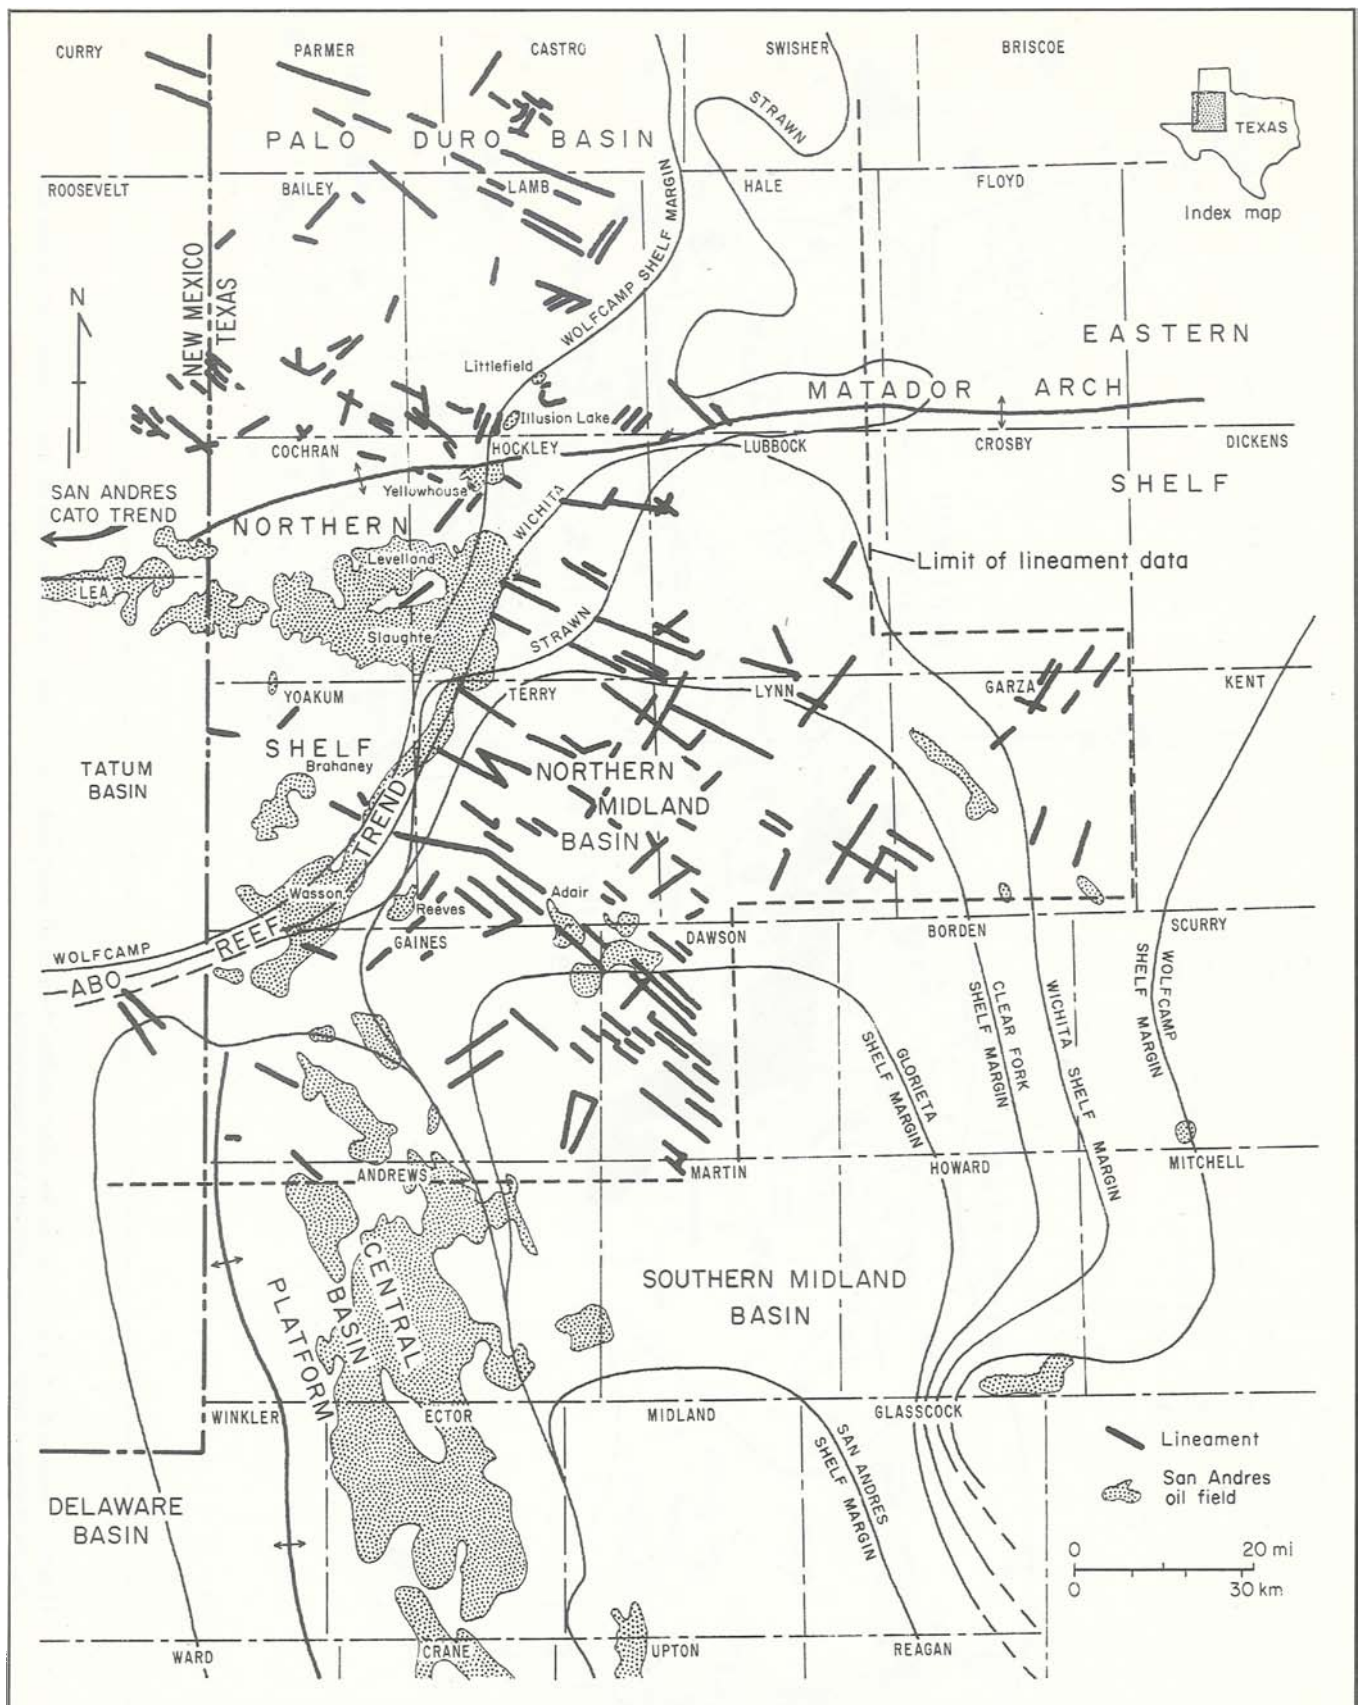 CURRY
PARMER
CASTRO
SWISHER
BRISCOE
STRAWN
TEXAS
Index map
PALO DURO BASIN
ROOSEVELT
BAILEY
LAMB
HALE
FLOYD
WOLFCAMP SHELF MARGIN
NEW MEXICO
TEXAS
N
EASTERN
Littlefield
MATADOR ARCH
Illusion Lake
COCHRAN
HOCKLEY
LUBBOCK
CROSBY
DICKENS
SHELF
SAN ANDRES
CATO TREND
Yellowhouse
WICHITA
NORTHERN
Levelland
Limit of lineament data
LEA
Slaughte
STRAWN
YOAKUM
TERRY
LYNN
GARZA
KENT
SHELF
Brahaney
TATUM
BASIN
NORTHERN
MIDLAND
BASIN
TREND
Wasson
Reeves
Adair
REEF
WOLFCAMP
ABO
GAINES
DAWSON
BORDEN
SCURRY
GLORIETA
SHELF MARGIN
CLEAR FORK
SHELF MARGIN
WICHITA SHELF MARGIN
WOLFCAMP
SHELF MARGIN
ANDREWS
MARTIN
HOWARD
MITCHELL
CENTRAL
BASIN
PLATFORM
SOUTHERN MIDLAND
BASIN
WINKLER
ECTOR
MIDLAND
GLASSCOCK
SAN ANDRES
SHELF MARGIN
Lineament
San Andres
oil field
DELAWARE
BASIN
0 20 mi
0 30 km
WARD
CRANE
UPTON
REAGAN